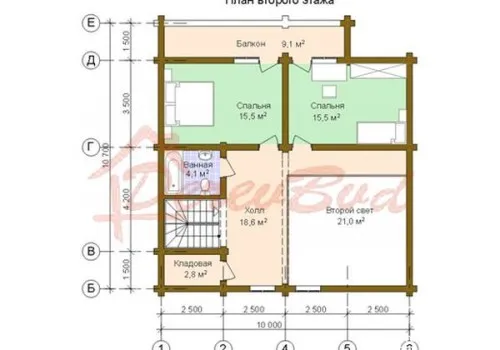 План второго этажа
Е
Балкон 9,1 м²
1 500
Д
Спальня
15,5 м²
Спальня
15,5 м²
3 500
Г
10 700
Ванная
4,1 м²
DerevBud
4 200
Холл
18,6 м²
Второй свет
21,0 м²
В
Кладовая
2,8 м²
1 500
Б
2 500
2 500
2 500
2 500
10 000
1
2
4
5
6